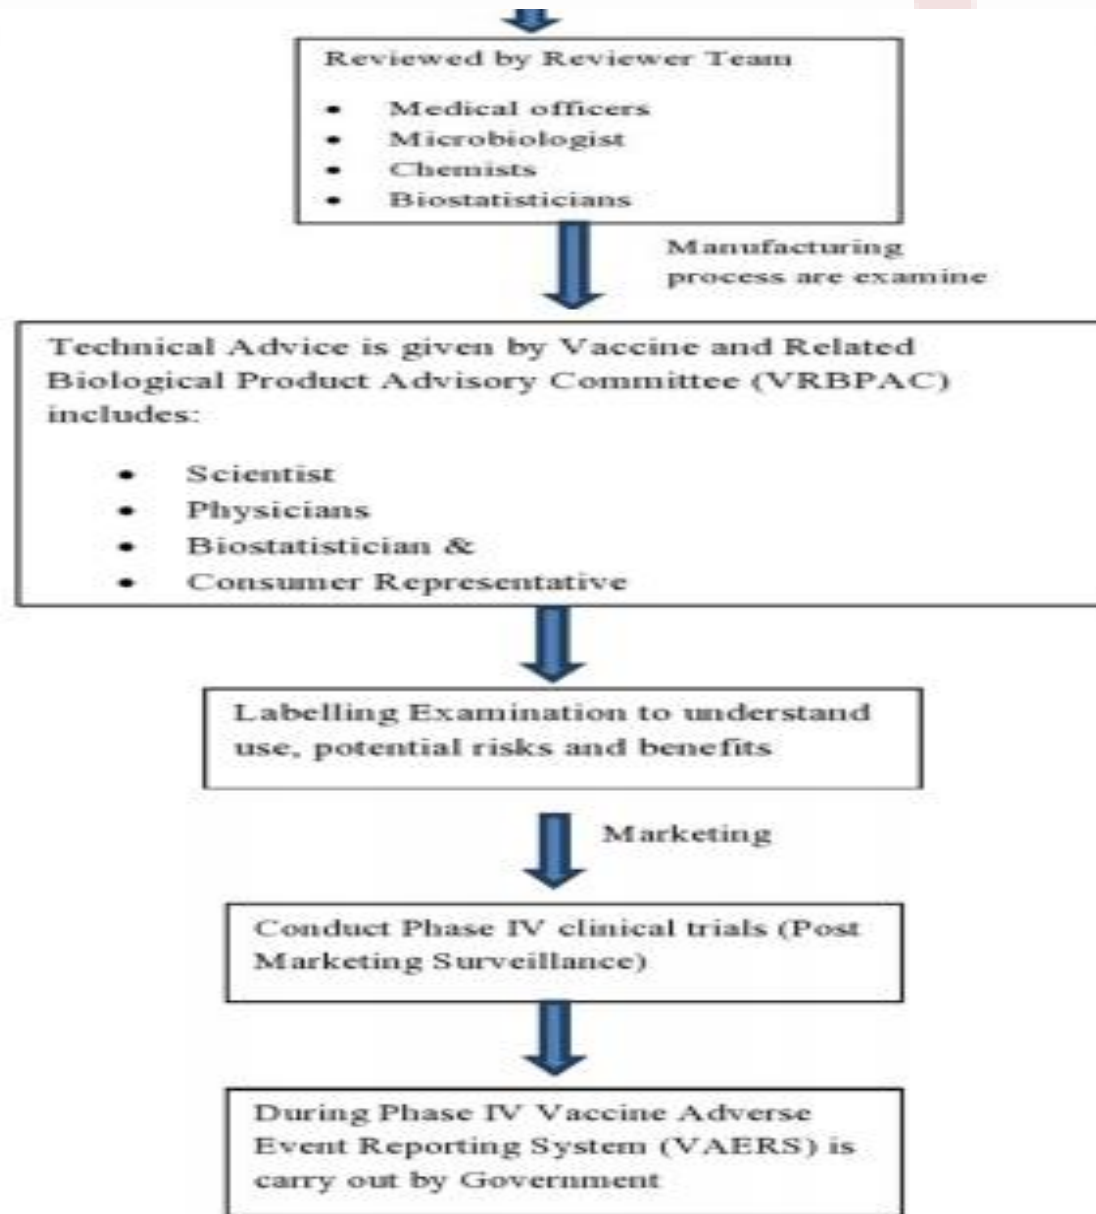 Reviewed by Reviewer Team
• Medical officers
• Microbiologist
• Chemists
• Biostatisticians
Manufacturing
process are examine
Technical Advice is given by Vaccine and Related
Biological Product Advisory Committee (VRBPAC)
includes:
• Scientist
• Physicians
• Biostatistician &
• Consumer Representative
Labelling Examination to understand
use, potential risks and benefits
Marketing
Conduct Phase IV clinical trials (Post
Marketing Surveillance)
During Phase IV Vaccine Adverse
Event Reporting System (VAERS) is
carry out by Government